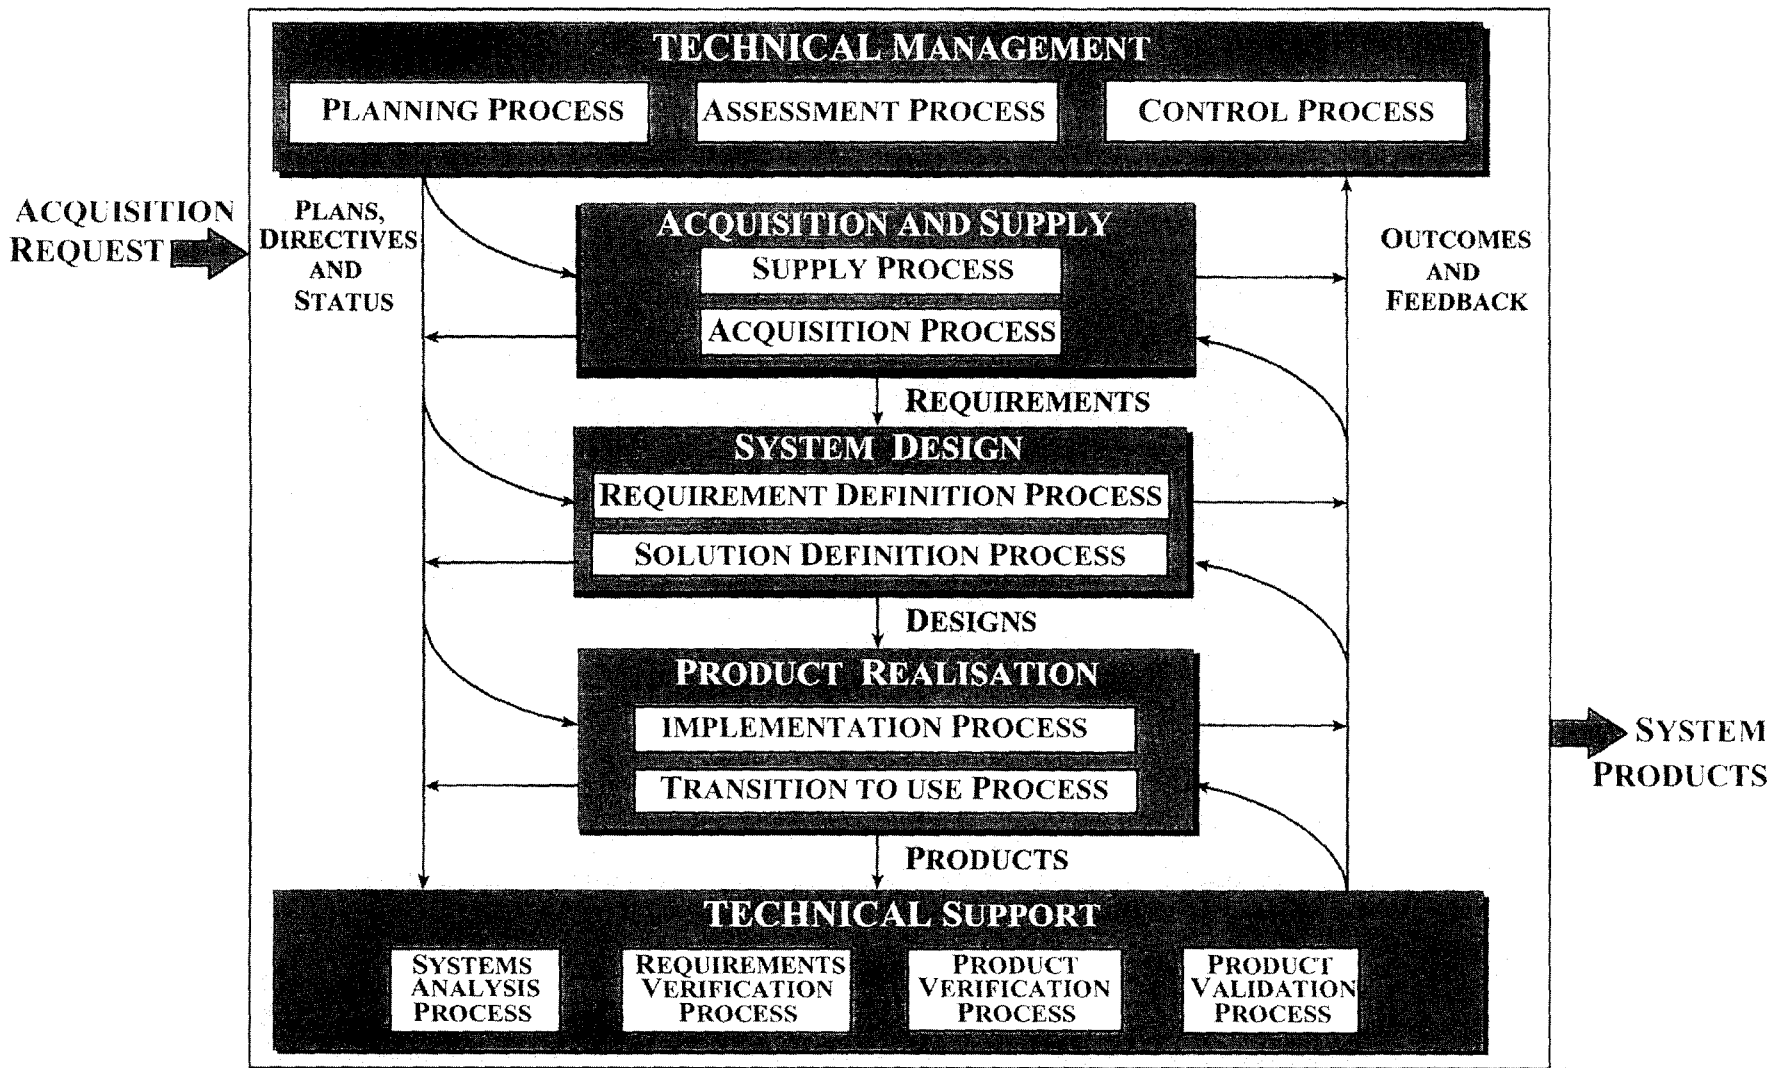 TECHNICAL MANAGEMENT
PLANNING PROCESS
ASSESSMENT PROCESS
CONTROL PROCESS
ACQUISITION
REQUEST
PLANS,
DIRECTIVES
AND
STATUS
ACQUISITION AND SUPPLY
SUPPLY PROCESS
ACQUISITION PROCESS
OUTCOMES
AND
FEEDBACK
REQUIREMENTS
SYSTEM DESIGN
REQUIREMENT DEFINITION PROCESS
SOLUTION DEFINITION PROCESS
DESIGNS
PRODUCT REALISATION
IMPLEMENTATION PROCESS
TRANSITION TO USE PROCESS
SYSTEM
PRODUCTS
PRODUCTS
TECHNICAL SUPPORT
SYSTEMS
ANALYSIS
PROCESS
REQUIREMENTS
VERIFICATION
PROCESS
PRODUCT
VERIFICATION
PROCESS
PRODUCT
VALIDATION
PROCESS